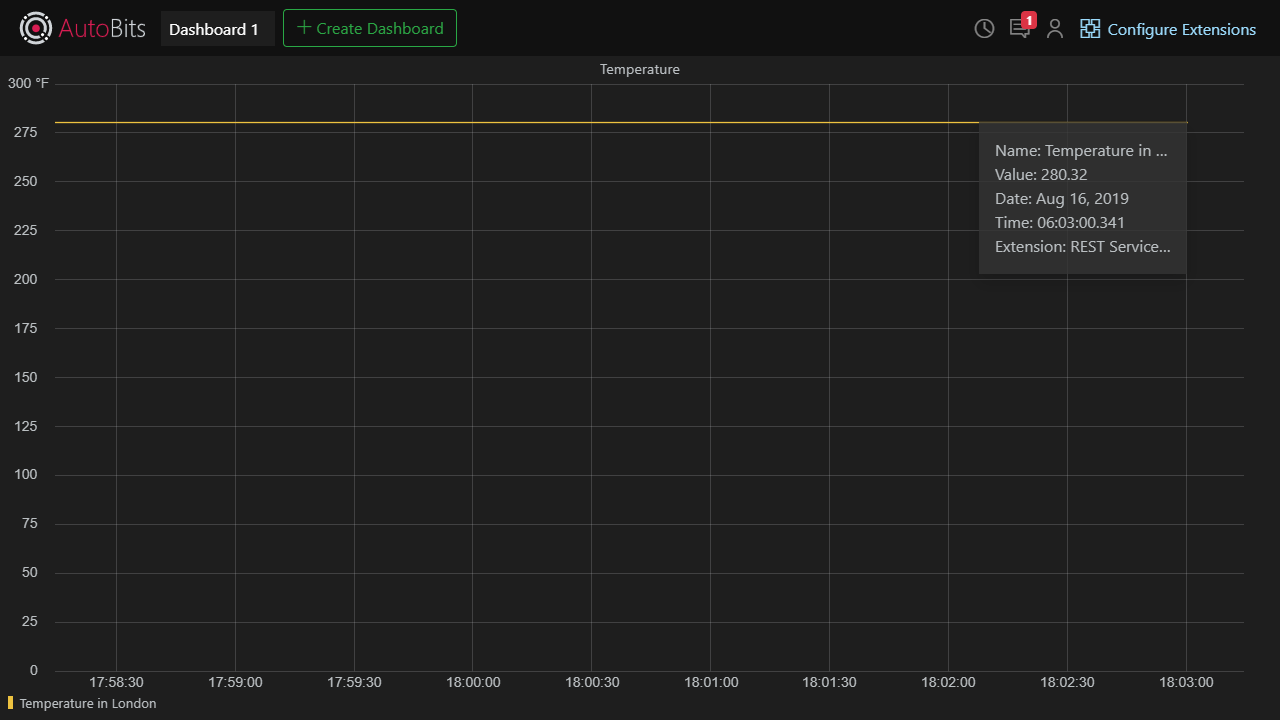 AutoBits Dashboard 1 Create Dashboard 1 Configure Extensions
Temperature
300 °F
275
250
225
200
175
150
125
100
75
50
25
0
Name: Temperature in ...
Value: 280.32
Date: Aug 16, 2019
Time: 06:03:00.341
Extension: REST Service...
17:58:30 17:59:00 17:59:30 18:00:00 18:00:30 18:01:00 18:01:30 18:02:00 18:02:30 18:03:00
Temperature in London